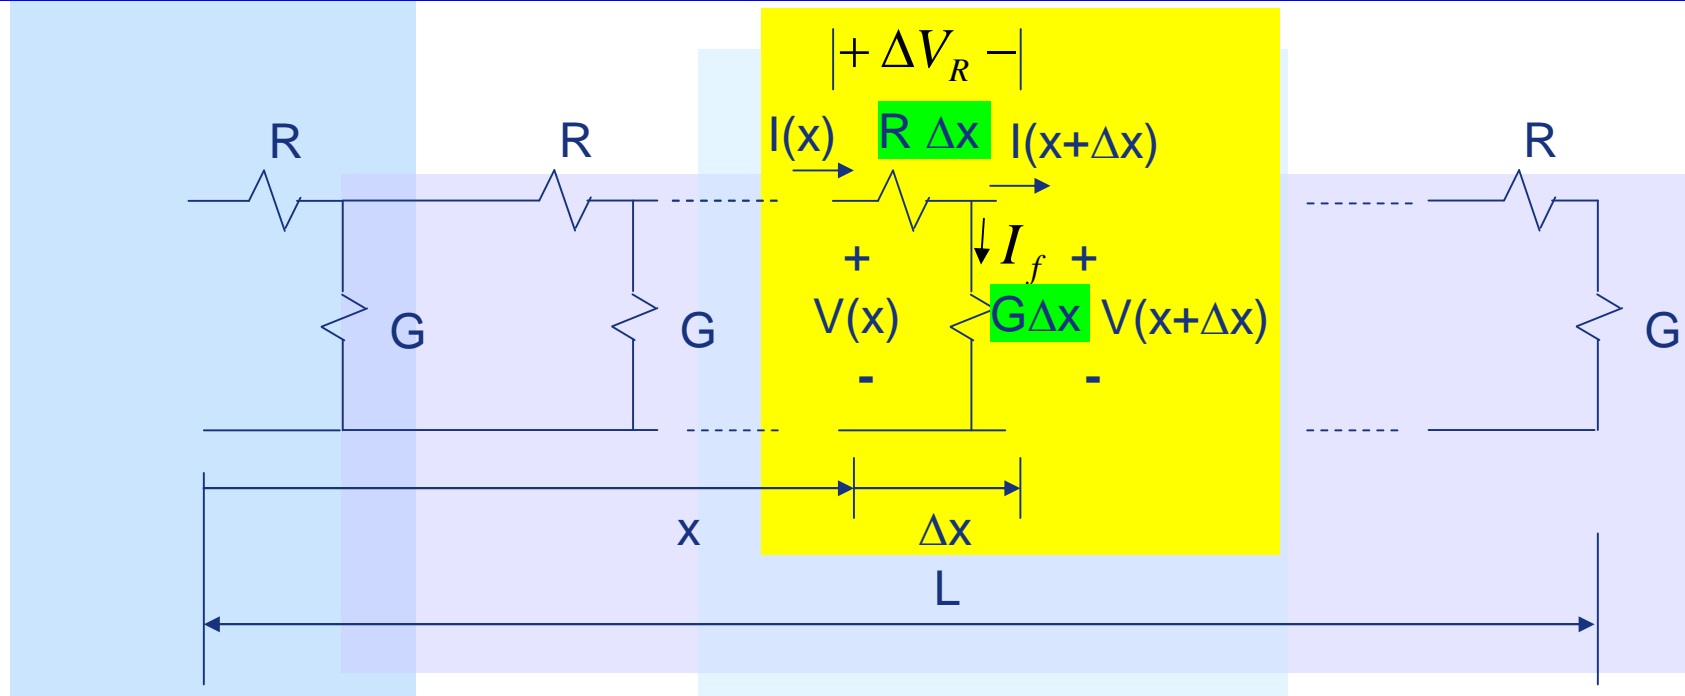 |+ ΔV_R −|
I(x) R Δx I(x+Δx)
R R R
I_f
+ +
V(x) GΔx V(x+Δx)
G G G
- -
x Δx
L